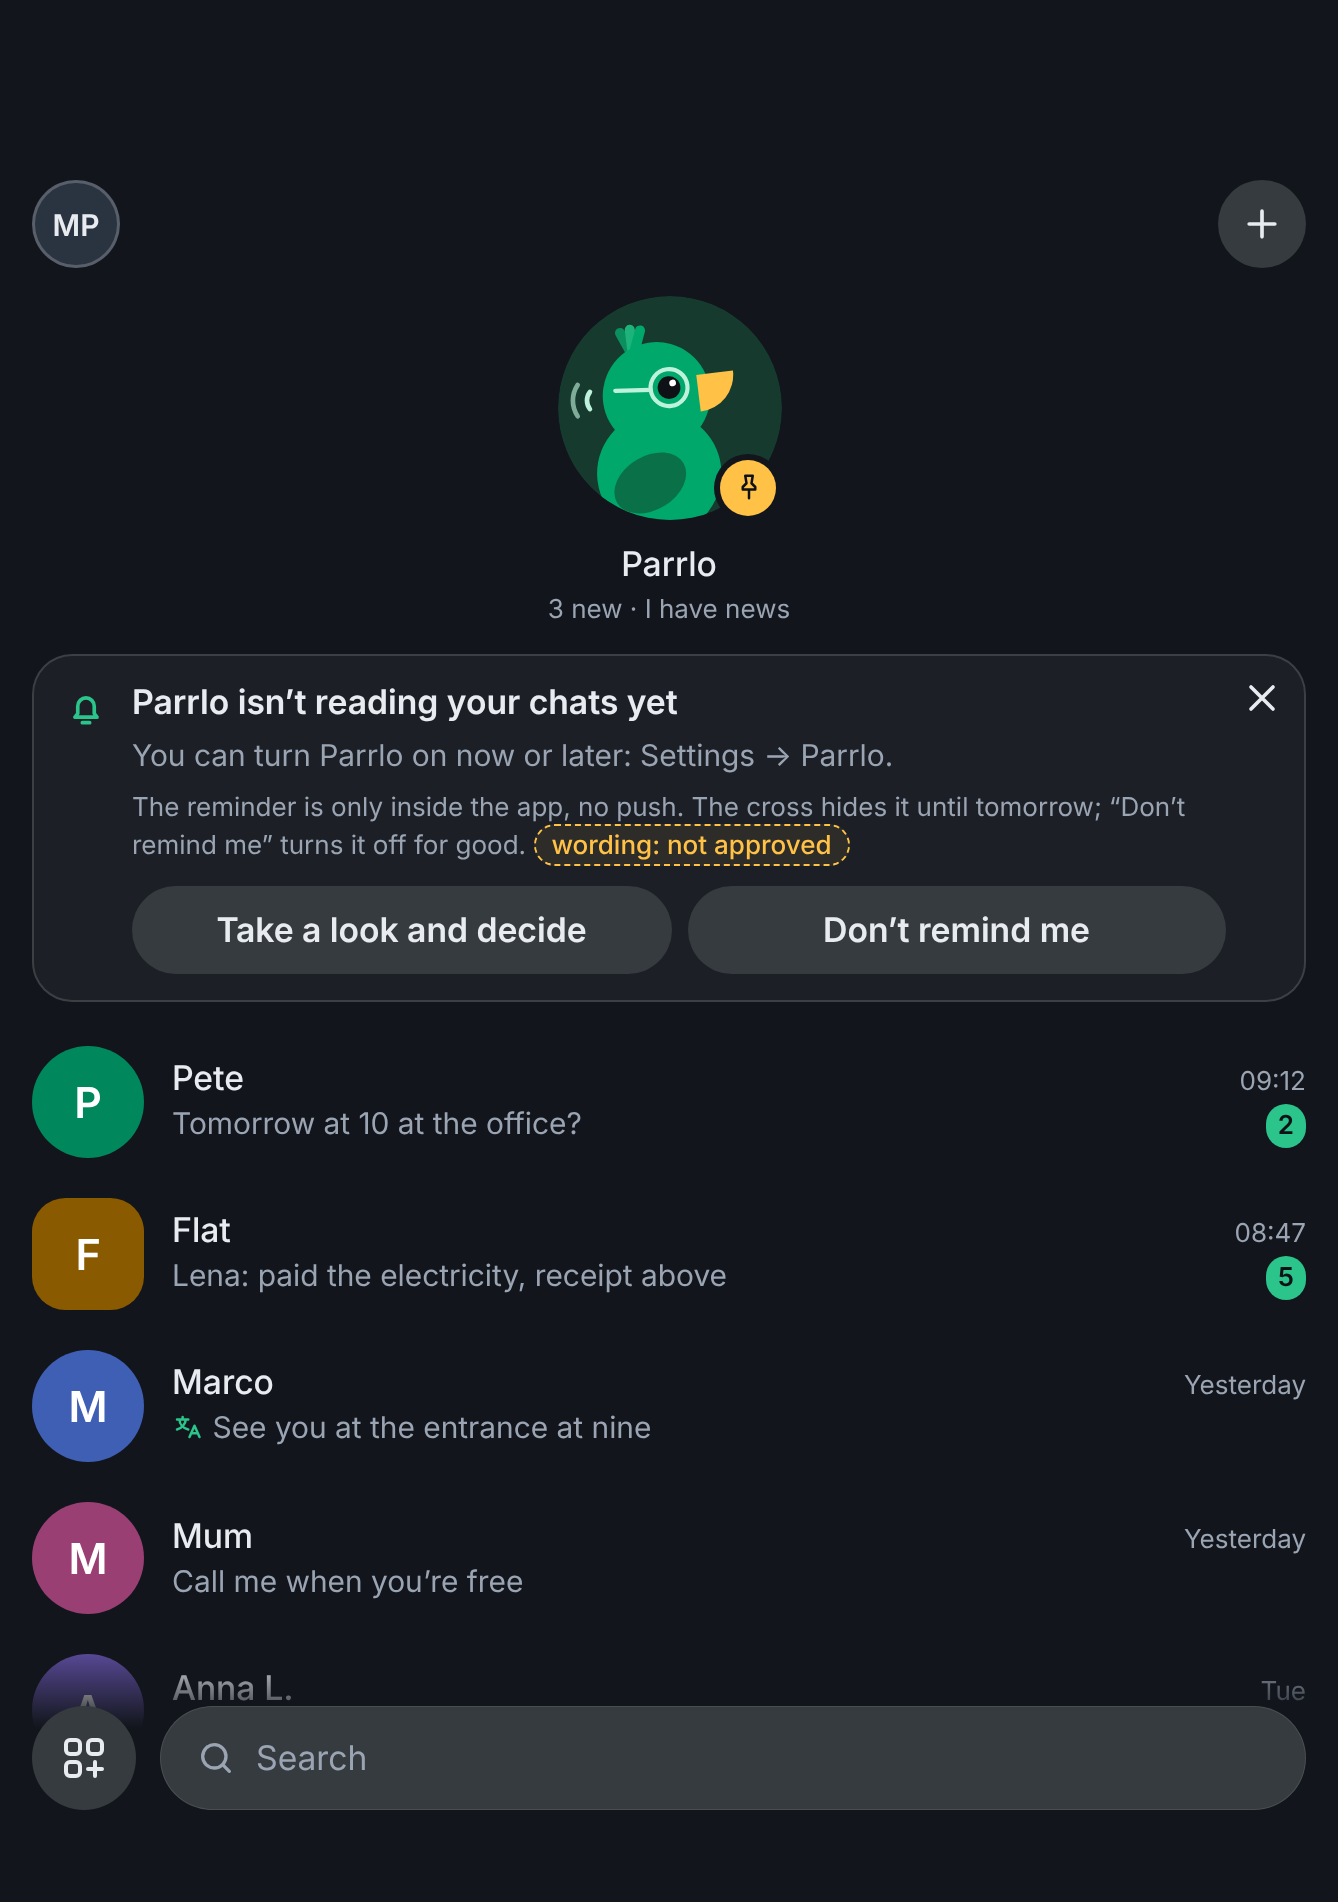 MP
Parrlo
3 new · I have news
Parrlo isn’t reading your chats yet
You can turn Parrlo on now or later: Settings → Parrlo.
The reminder is only inside the app, no push. The cross hides it until tomorrow; “Don’t
remind me” turns it off for good. wording: not approved
Take a look and decide
Don’t remind me
P
Pete
09:12
Tomorrow at 10 at the office?
2
F
Flat
08:47
Lena: paid the electricity, receipt above
5
M
Marco
Yesterday
See you at the entrance at nine
M
Mum
Yesterday
Call me when you’re free
A
Anna L.
Tue
Search